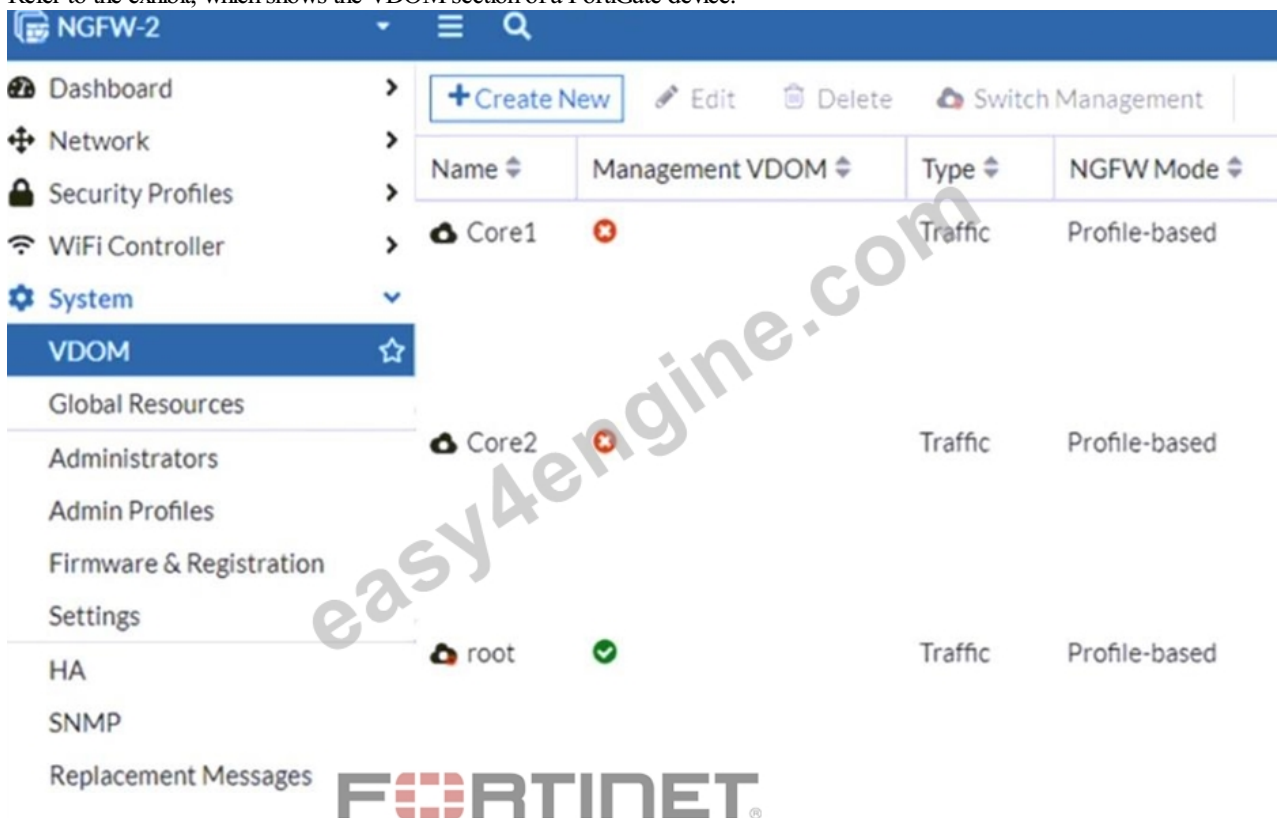 Refer to the exhibit, which shows the VDOM section of a FortiGate device.
NGFW-2
Dashboard
Network
Security Profiles
WiFi Controller
System
VDOM
Global Resources
Administrators
Admin Profiles
Firmware & Registration
Settings
HA
SNMP
Replacement Messages
+ Create New Edit Delete Switch Management
Name Management VDOM Type NGFW Mode
Core1 Traffic Profile-based
Core2 Traffic Profile-based
root Traffic Profile-based
easy4engine.com
FORTINET®